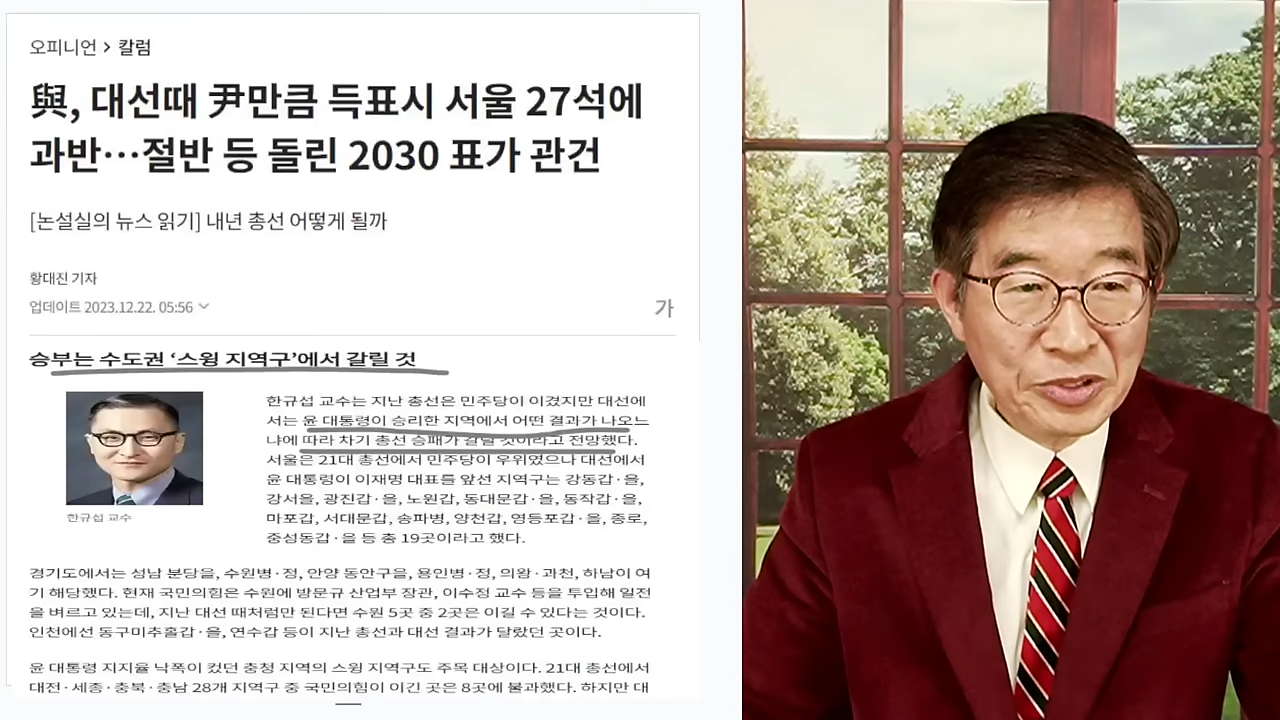 오피니언 > 칼럼
與, 대선때 尹만큼 득표시 서울 27석에
과반…절반 등 돌린 2030 표가 관건
[논설실의 뉴스 읽기] 내년 총선 어떻게 될까
황대진 기자
업데이트 2023.12.22. 05:56
가
승부는 수도권 ‘스윙 지역구’에서 갈릴 것
한규섭 교수는 지난 총선은 민주당이 이겼지만 대선에
서는 윤 대통령이 승리한 지역에서 어떤 결과가 나오느
냐에 따라 차기 총선 승패가 갈릴 것이라고 전망했다.
서울은 21대 총선에서 민주당이 우위였으나 대선에서
윤 대통령이 이재명 대표를 앞선 지역구는 강동갑·을,
강서을, 광진갑·을, 노원갑, 동대문갑·을, 동작갑·을,
마포갑, 서대문갑, 송파병, 양천갑, 영등포갑·을, 종로,
중성동갑·을 등 총 19곳이라고 했다.
한규섭 교수
경기도에서는 성남 분당을, 수원병·정, 안양 동안구을, 용인병·정, 의왕·과천, 하남이 여
기 해당했다. 현재 국민의힘은 수원에 방문규 산업부 장관, 이수정 교수 등을 투입해 일전
을 벼르고 있는데, 지난 대선 때처럼만 된다면 수원 5곳 중 2곳은 이길 수 있다는 것이다.
인천에선 동구미추홀갑·을, 연수갑 등이 지난 총선과 대선 결과가 달랐던 곳이다.
윤 대통령 지지율 낙폭이 컸던 충청 지역의 스윙 지역구도 주목 대상이다. 21대 총선에서
대전·세종·충북·충남 28개 지역구 중 국민의힘이 이긴 곳은 8곳에 불과했다. 하지만 대